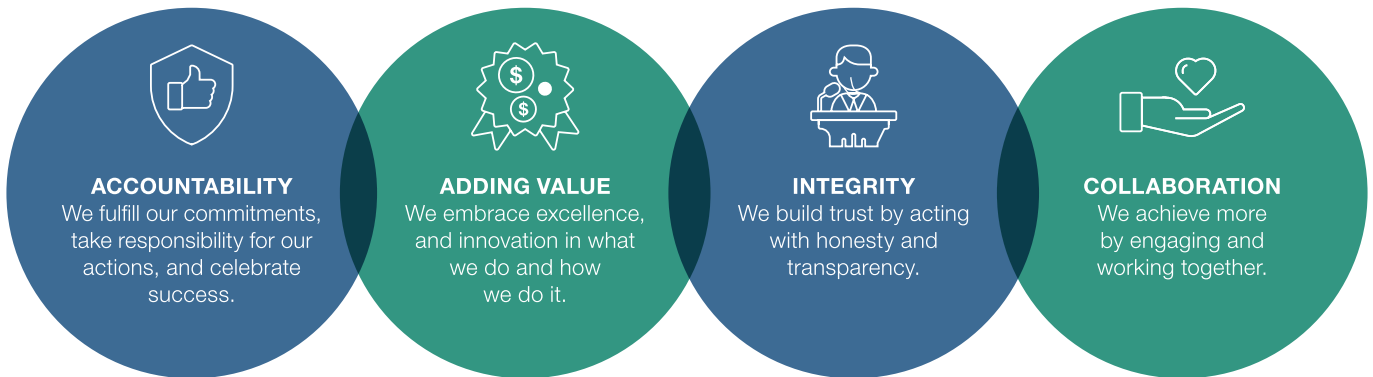 $
$
ACCOUNTABILITY
We fulfill our commitments,
take responsibility for our
actions, and celebrate
success.
ADDING VALUE
We embrace excellence,
and innovation in what
we do and how
we do it.
INTEGRITY
We build trust by acting
with honesty and
transparency.
COLLABORATION
We achieve more
by engaging and
working together.